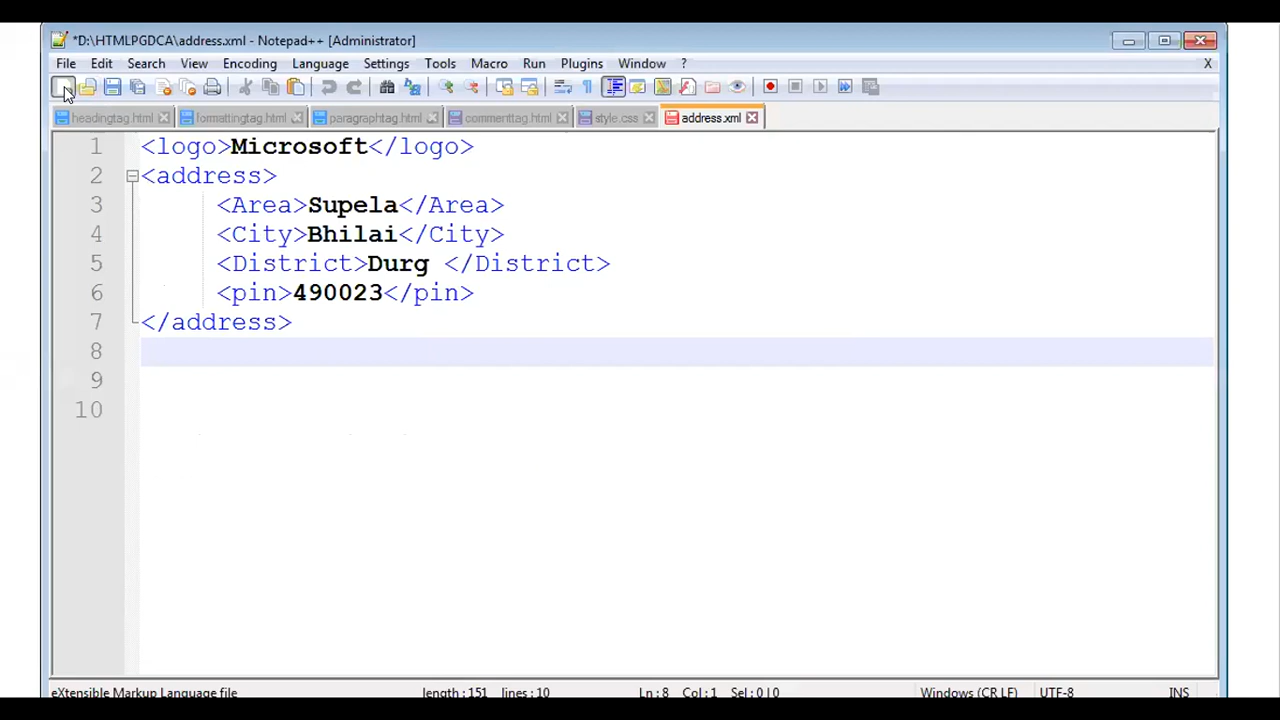 *D:\HTMLPGDCA\address.xml - Notepad++ [Administrator]
File Edit Search View Encoding Language Settings Tools Macro Run Plugins Window ? X
headingtag.html formattingtag.html paragraphtag.html commenttag.html style.css address.xml
1 <logo>Microsoft</logo>
2 <address>
3 <Area>Supela</Area>
4 <City>Bhilai</City>
5 <District>Durg </District>
6 <pin>490023</pin>
7 </address>
8
9
10
eXtensible Markup Language file length : 151 lines : 10 Ln : 8 Col : 1 Sel : 0 | 0 Windows (CR LF) UTF-8 INS